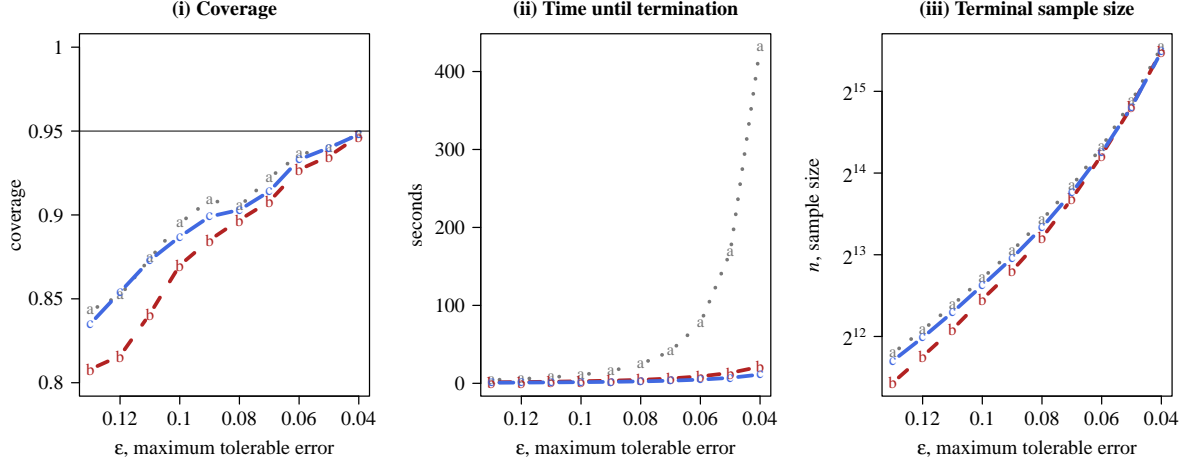 (i) Coverage
1
0.95
0.9
0.85
0.8
coverage
a
a
a
a
a
a
a
a
a
a
b
b
b
b
b
b
b
b
b
b
c
c
c
c
c
c
c
c
c
c
0.12
0.1
0.08
0.06
0.04
ε, maximum tolerable error
(ii) Time until termination
400
300
200
100
0
seconds
a
a
a
a
a
a
a
a
a
a
b
b
b
b
b
b
b
b
b
b
c
c
c
c
c
c
c
c
c
c
0.12
0.1
0.08
0.06
0.04
ε, maximum tolerable error
(iii) Terminal sample size
2^15
2^14
2^13
2^12
n, sample size
a
a
a
a
a
a
a
a
a
a
b
b
b
b
b
b
b
b
b
b
c
c
c
c
c
c
c
c
c
c
0.12
0.1
0.08
0.06
0.04
ε, maximum tolerable error